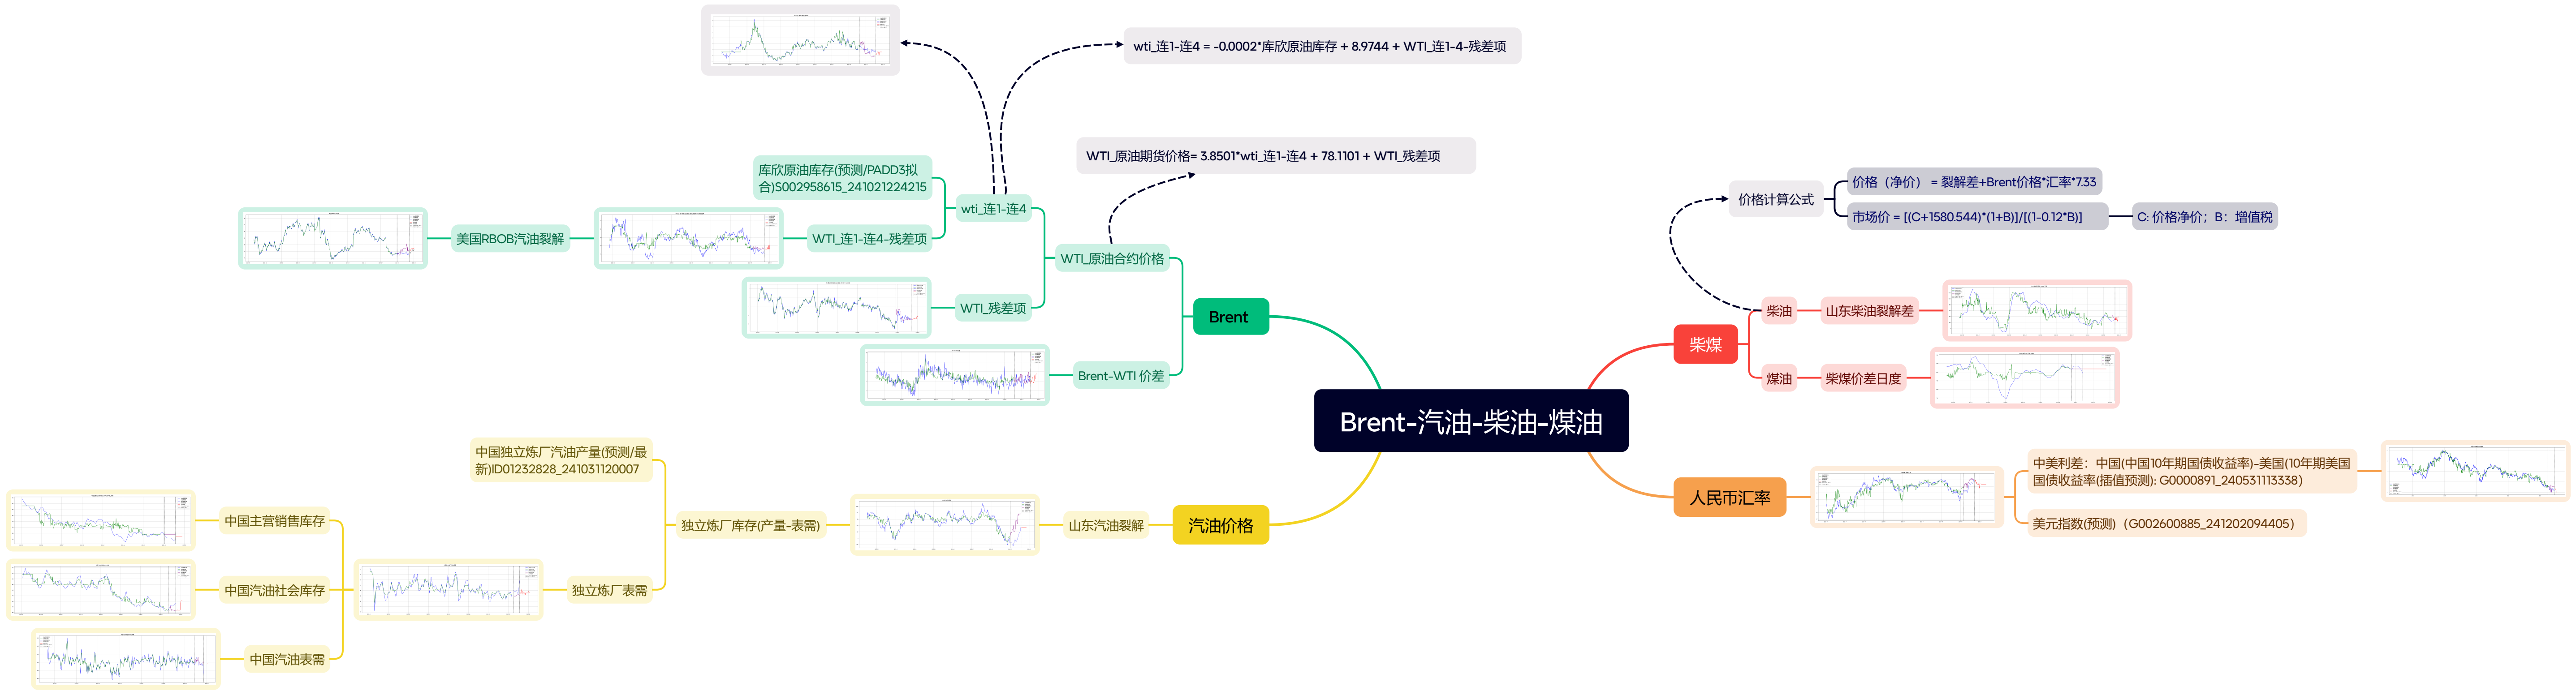 wti_连1-连4 = -0.0002*库欣原油库存 + 8.9744 + WTI_连1-4-残差项
WTI_原油期货价格= 3.8501*wti_连1-连4 + 78.1101 + WTI_残差项
库欣原油库存(预测/PADD3拟
合)S002958615_241021224215
wti_连1-连4
美国RBOB汽油裂解
WTI_连1-连4-残差项
WTI_原油合约价格
WTI_残差项
Brent
Brent-WTI 价差
Brent-汽油-柴油-煤油
中国独立炼厂汽油产量(预测/最
新)ID01232828_241031120007
中国主营销售库存
独立炼厂库存(产量-表需)
山东汽油裂解
汽油价格
中国汽油社会库存
独立炼厂表需
中国汽油表需
价格计算公式
价格（净价） = 裂解差+Brent价格*汇率*7.33
市场价 = [(C+1580.544)*(1+B)]/[(1-0.12*B)]
C: 价格净价；B：增值税
柴煤
柴油
山东柴油裂解差
煤油
柴煤价差日度
人民币汇率
中美利差：中国(中国10年期国债收益率)-美国(10年期美国
国债收益率(插值预测): G0000891_240531113338）
美元指数(预测)（G002600885_241202094405）